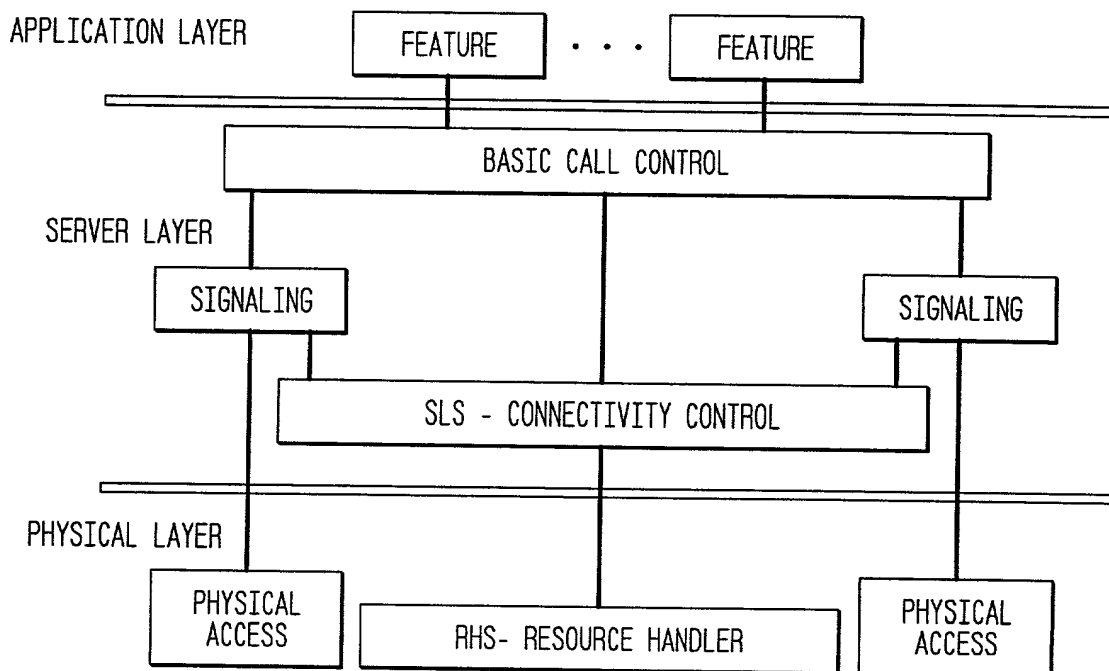 APPLICATION LAYER
FEATURE
. . .
FEATURE
BASIC CALL CONTROL
SERVER LAYER
SIGNALING
SIGNALING
SLS - CONNECTIVITY CONTROL
PHYSICAL LAYER
PHYSICAL
ACCESS
RHS- RESOURCE HANDLER
PHYSICAL
ACCESS